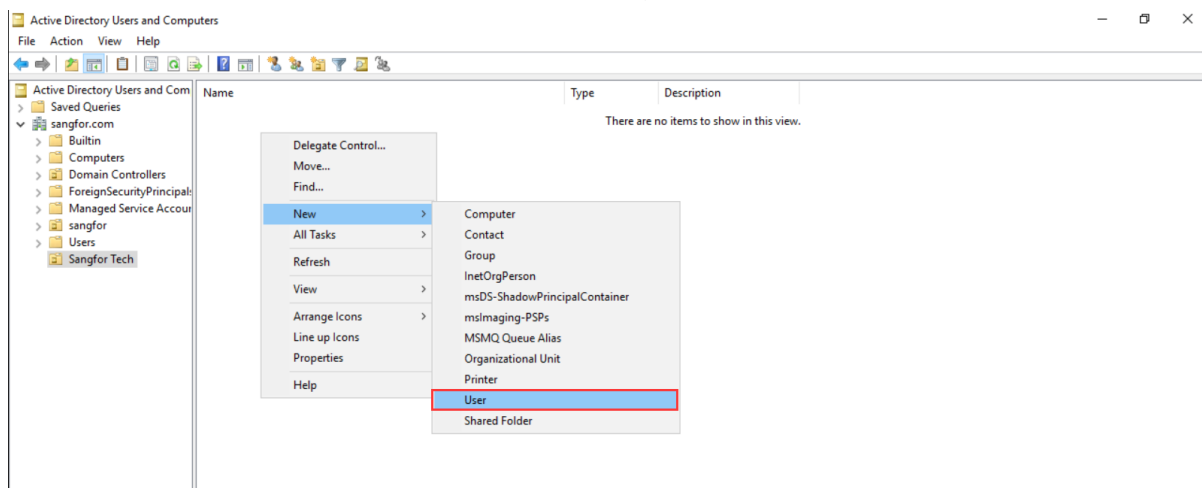 Active Directory Users and Computers
File Action View Help
Active Directory Users and Com
Saved Queries
sangfor.com
Builtin
Computers
Domain Controllers
ForeignSecurityPrincipals
Managed Service Accour
sangfor
Users
Sangfor Tech
Name Type Description
There are no items to show in this view.
Delegate Control...
Move...
Find...
New
All Tasks
Refresh
View
Arrange Icons
Line up Icons
Properties
Help
Computer
Contact
Group
InetOrgPerson
msDS-ShadowPrincipalContainer
msImaging-PSPs
MSMQ Queue Alias
Organizational Unit
Printer
User
Shared Folder